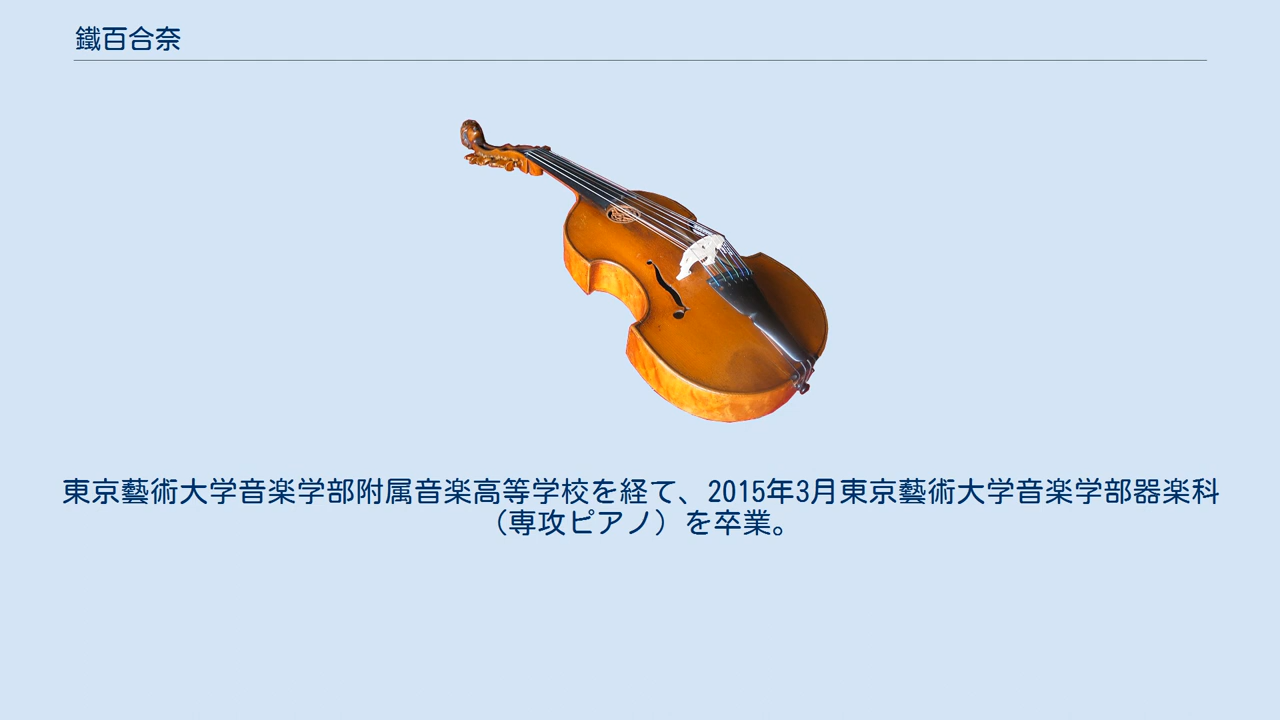 鐵百合奈
東京藝術大学音楽学部附属音楽高等学校を経て、2015年3月東京藝術大学音楽学部器楽科
（専攻ピアノ）を卒業。